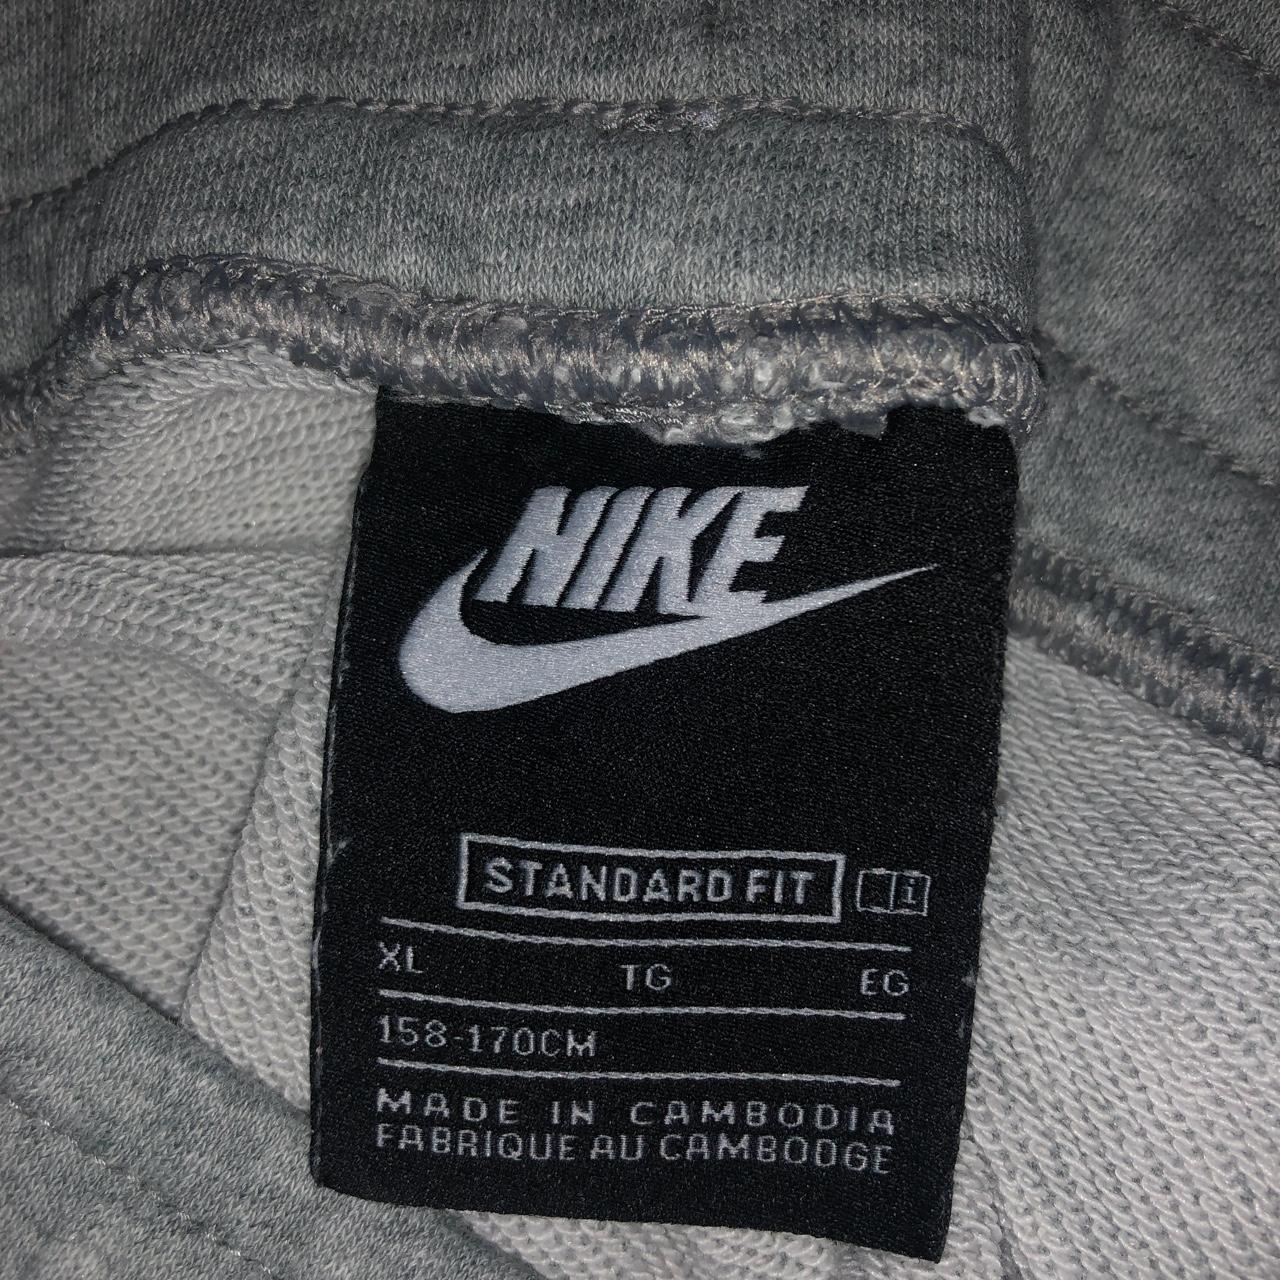 NIKE
STANDARD FIT
XL TG EG
158-170CM
MADE IN CAMBODIA
FABRIQUE AU CAMBODGE